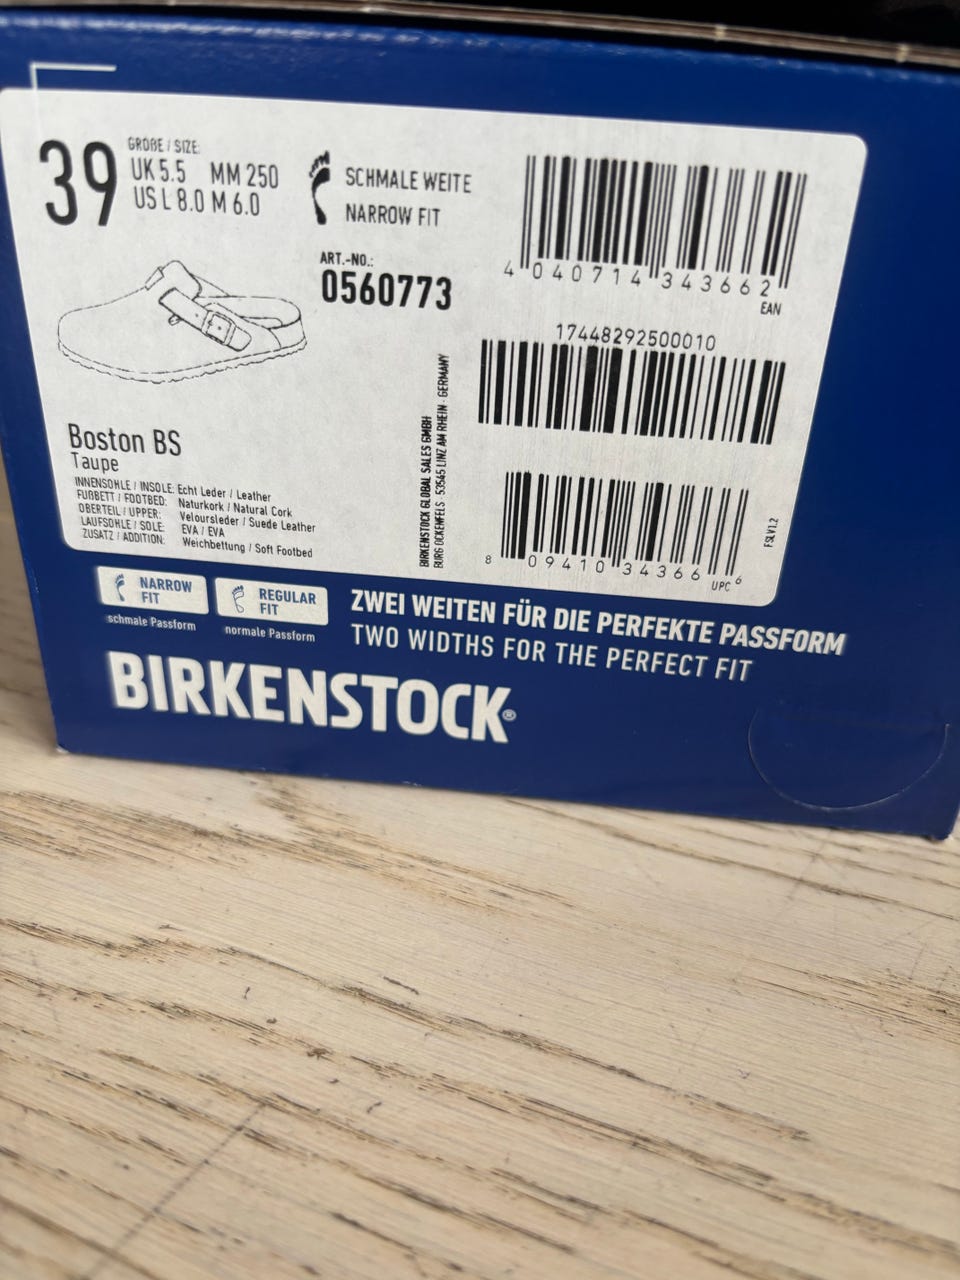 39
GRÖßE / SIZE:
UK 5.5 MM 250
US L 8.0 M 6.0
SCHMALE WEITE
NARROW FIT
ART.-NO.:
0560773
4 040714 343662
EAN
17448292500010
BIRKENSTOCK GLOBAL SALES GMBH
BURG OCKENFELS · 53545 LINZ AM RHEIN · GERMANY
Boston BS
Taupe
INNENSOHLE / INSOLE: Echt Leder / Leather
FUßBETT / FOOTBED: Naturkork / Natural Cork
OBERTEIL / UPPER: Veloursleder / Suede Leather
LAUFSOHLE / SOLE: EVA / EVA
ZUSATZ / ADDITION: Weichbettung / Soft Footbed
8 09410 34366 6
UPC
FSLV1.2
NARROW
FIT
schmale Passform
REGULAR
FIT
normale Passform
ZWEI WEITEN FÜR DIE PERFEKTE PASSFORM
TWO WIDTHS FOR THE PERFECT FIT
BIRKENSTOCK®